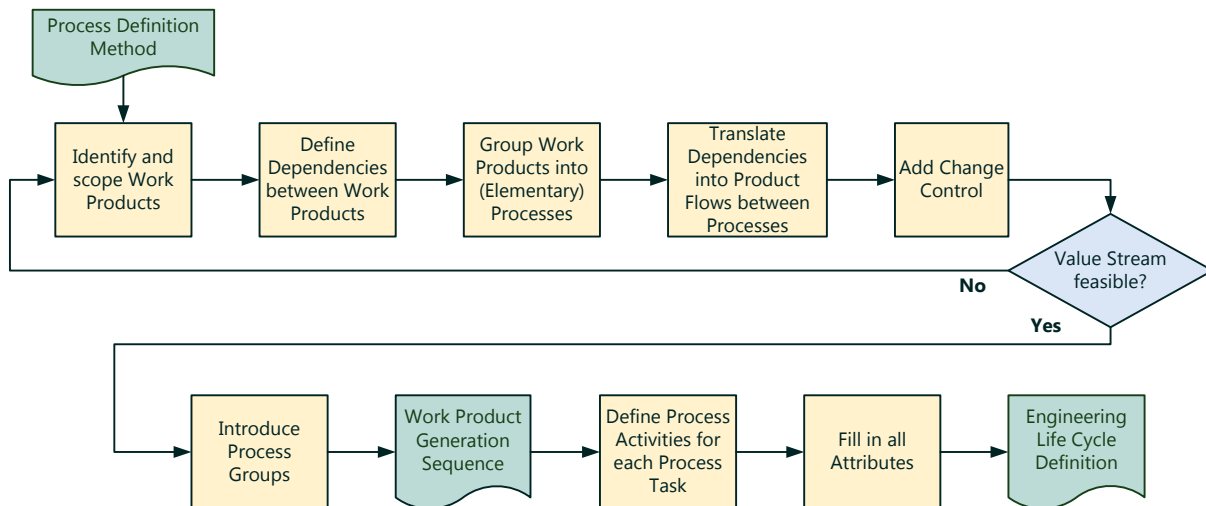 Process Definition
Method
Identify and
scope Work
Products
Define
Dependencies
between Work
Products
Group Work
Products into
(Elementary)
Processes
Translate
Dependencies
into Product
Flows between
Processes
Add Change
Control
Value Stream
feasible?
No
Yes
Introduce
Process
Groups
Work Product
Generation
Sequence
Define Process
Activities for
each Process
Task
Fill in all
Attributes
Engineering
Life Cycle
Definition